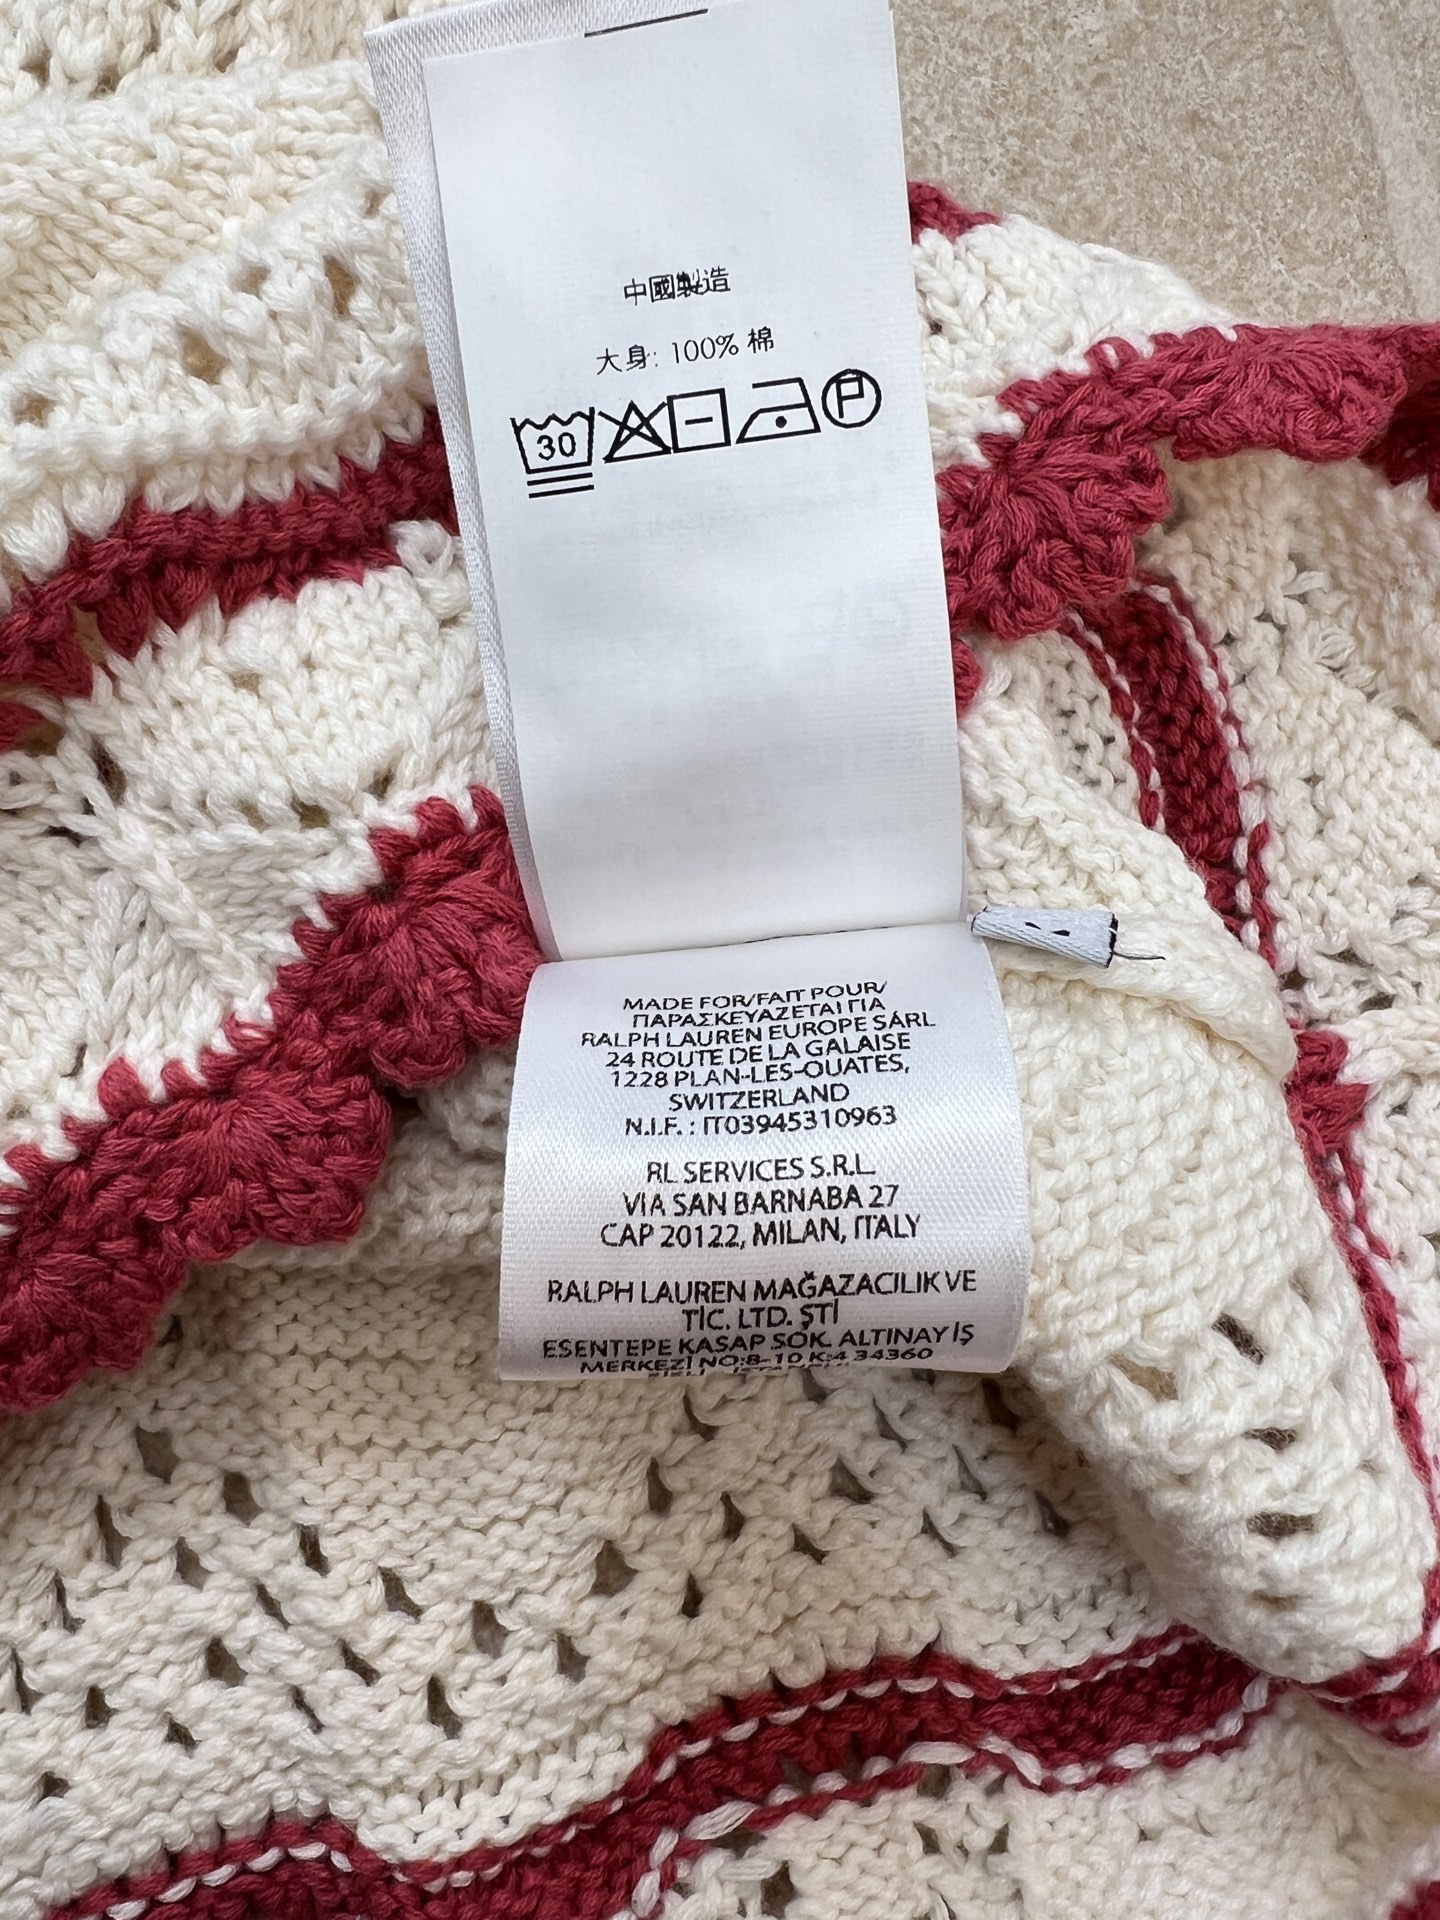 中國製造
大身: 100% 棉
30
P
MADE FOR/FAIT POUR/
ΠΑΡΑΣΚΕΥΑΖΕΤΑΙ ΓΙΑ
RALPH LAUREN EUROPE SÁRL
24 ROUTE DE LA GALAISE
1228 PLAN-LES-OUATES,
SWITZERLAND
N.I.F. : IT03945310963
RL SERVICES S.R.L.
VIA SAN BARNABA 27
CAP 20122, MILAN, ITALY
RALPH LAUREN MAĞAZACILIK VE
TİC. LTD. ŞTİ
ESENTEPE KASAP SOK. ALTINAY İŞ
MERKEZİ NO:8-10 K:4 34360